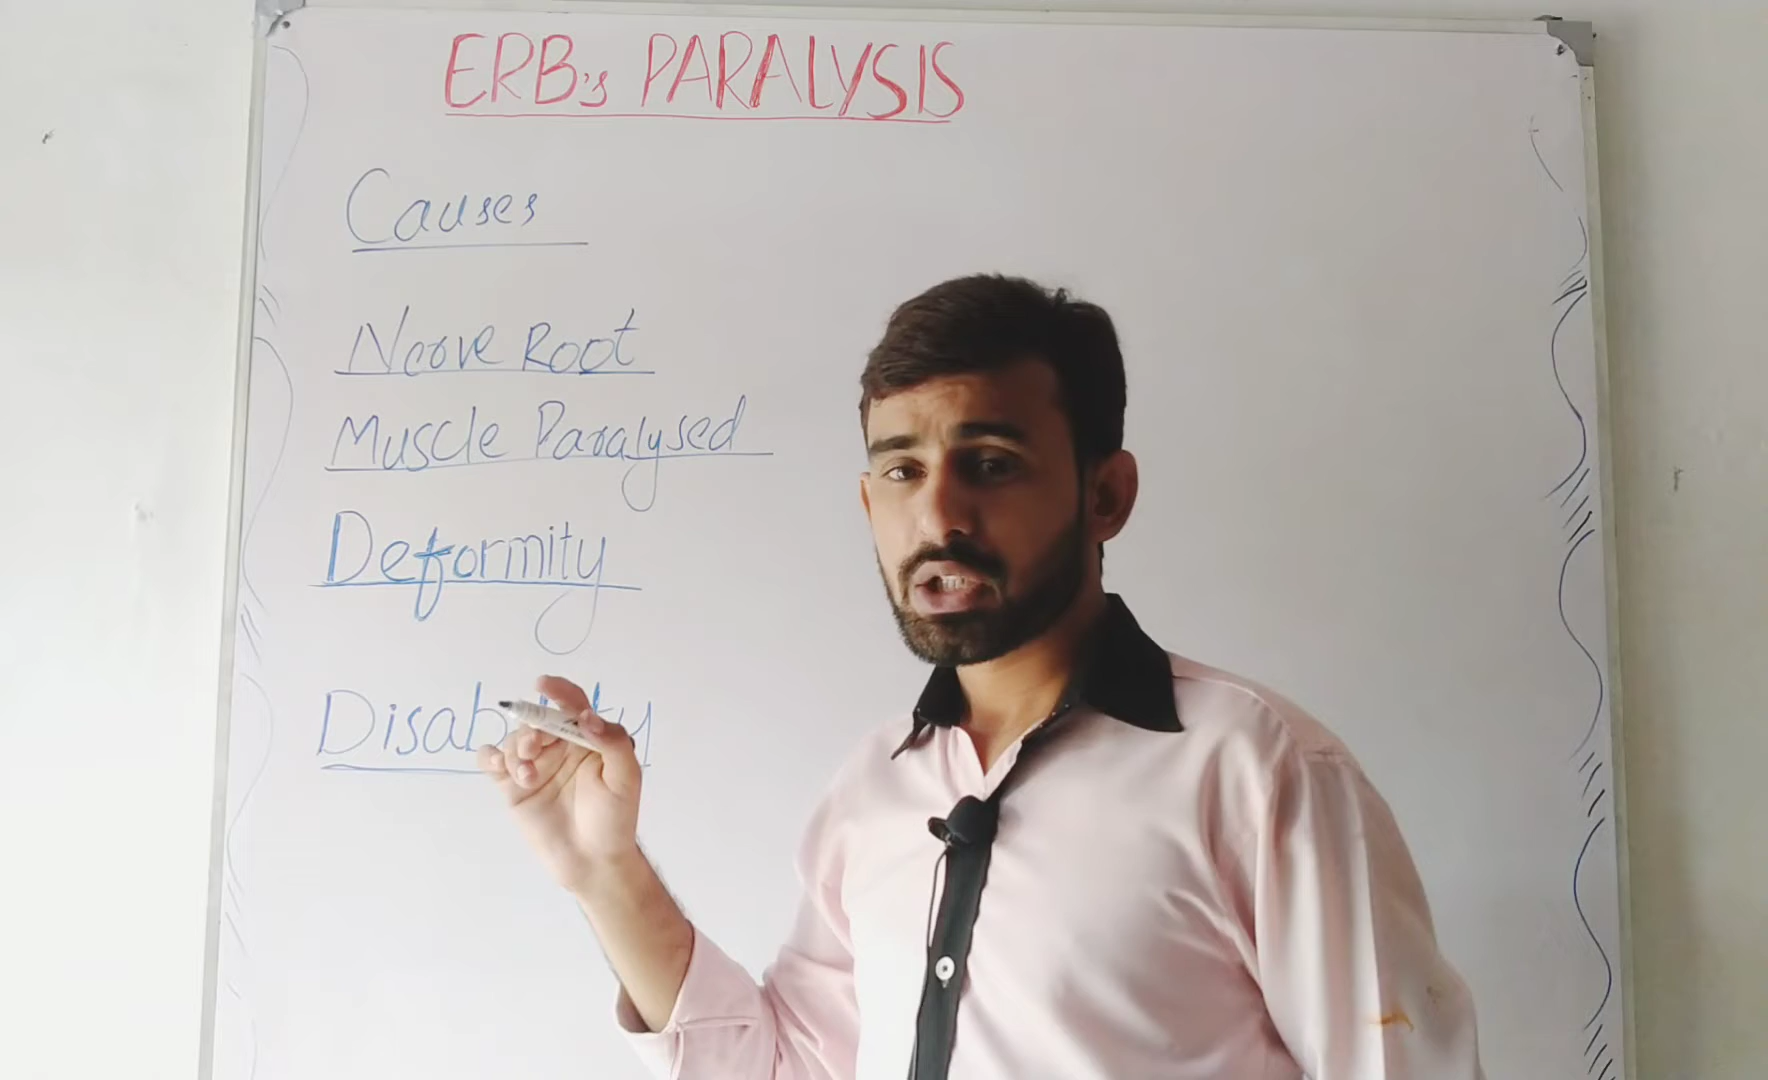 ERB's PARALYSIS
Causes
Nerve Root
Muscle Paralysed
Deformity
Disability